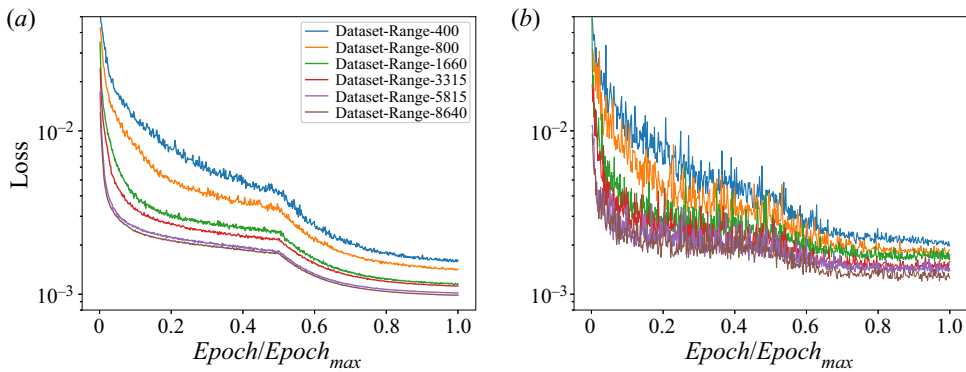 (a)
Loss
10⁻²
10⁻³
0 0.2 0.4 0.6 0.8 1.0
Epoch/Epoch_max
Dataset-Range-400
Dataset-Range-800
Dataset-Range-1660
Dataset-Range-3315
Dataset-Range-5815
Dataset-Range-8640
(b)
10⁻²
10⁻³
0 0.2 0.4 0.6 0.8 1.0
Epoch/Epoch_max